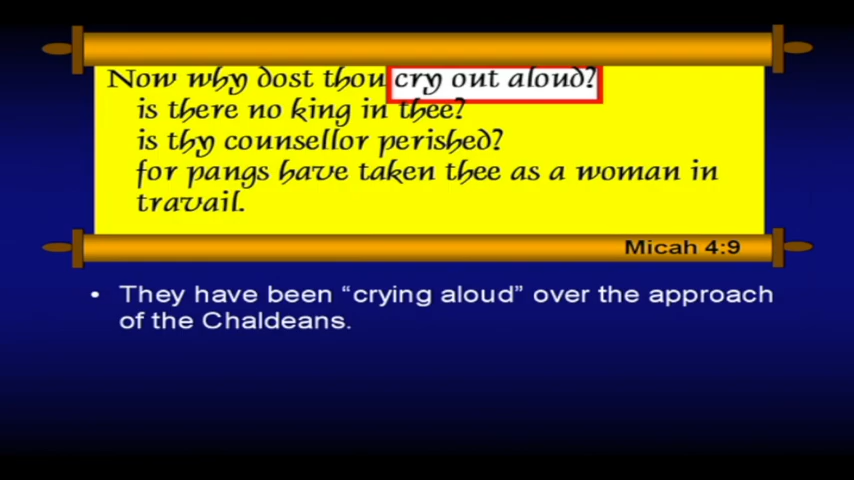 Now why dost thou cry out aloud?
is there no king in thee?
is thy counsellor perished?
for pangs have taken thee as a woman in
travail.
Micah 4:9
• They have been “crying aloud” over the approach
of the Chaldeans.